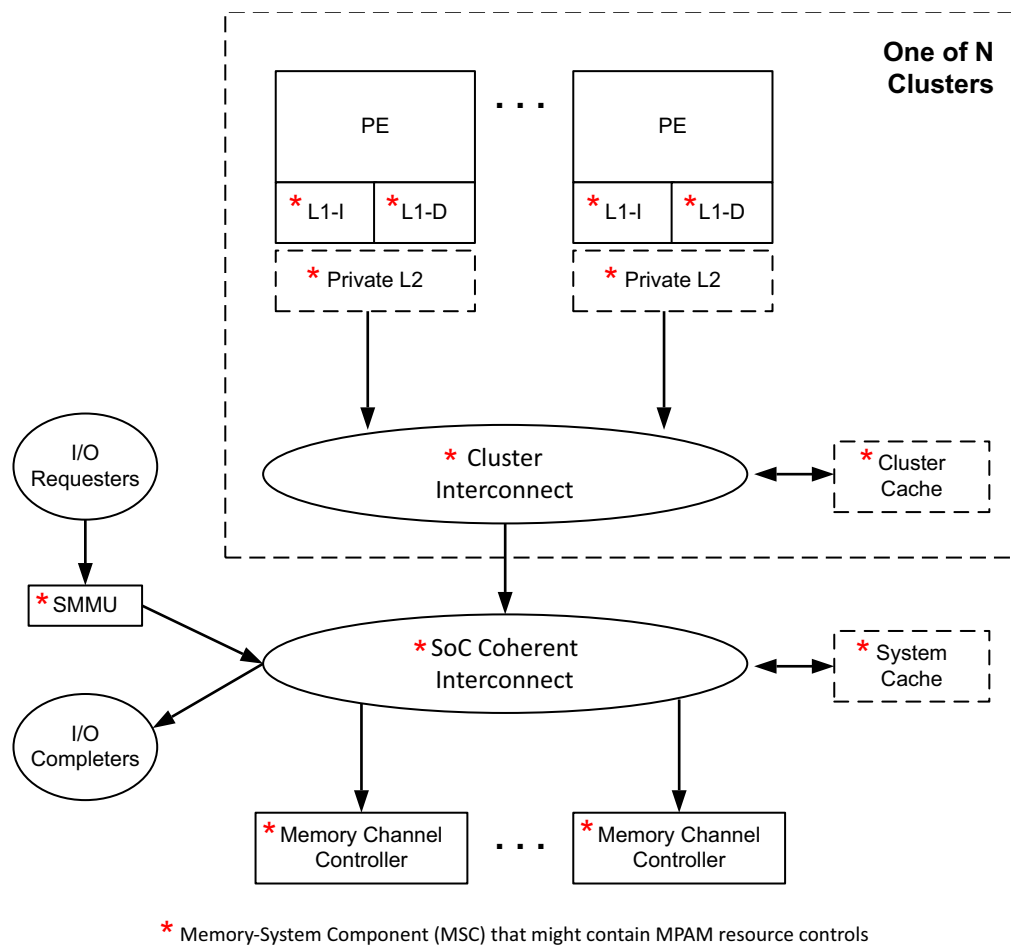 One of N
Clusters
. . .
PE
PE
* L1-I
* L1-D
* L1-I
* L1-D
* Private L2
* Private L2
I/O
Requesters
* Cluster
Interconnect
* Cluster
Cache
* SMMU
* SoC Coherent
Interconnect
* System
Cache
I/O
Completers
* Memory Channel
Controller
. . .
* Memory Channel
Controller
* Memory-System Component (MSC) that might contain MPAM resource controls